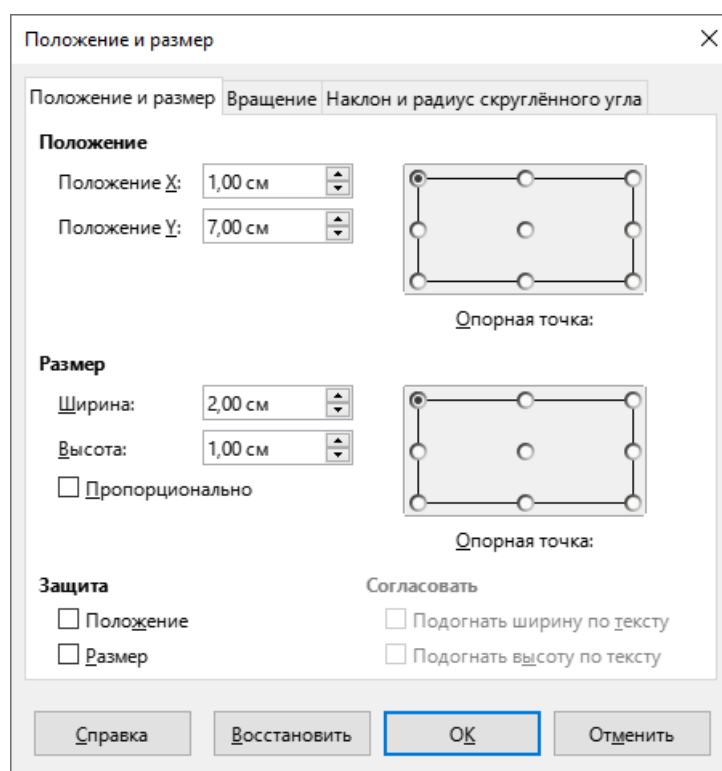 Положение и размер
Положение и размер Вращение Наклон и радиус скруглённого угла
Положение
Положение X: 1,00 см
Положение Y: 7,00 см
Опорная точка:
Размер
Ширина: 2,00 см
Высота: 1,00 см
Пропорционально
Опорная точка:
Защита Согласовать
Положение Подогнать ширину по тексту
Размер Подогнать высоту по тексту
Справка Восстановить ОК Отменить